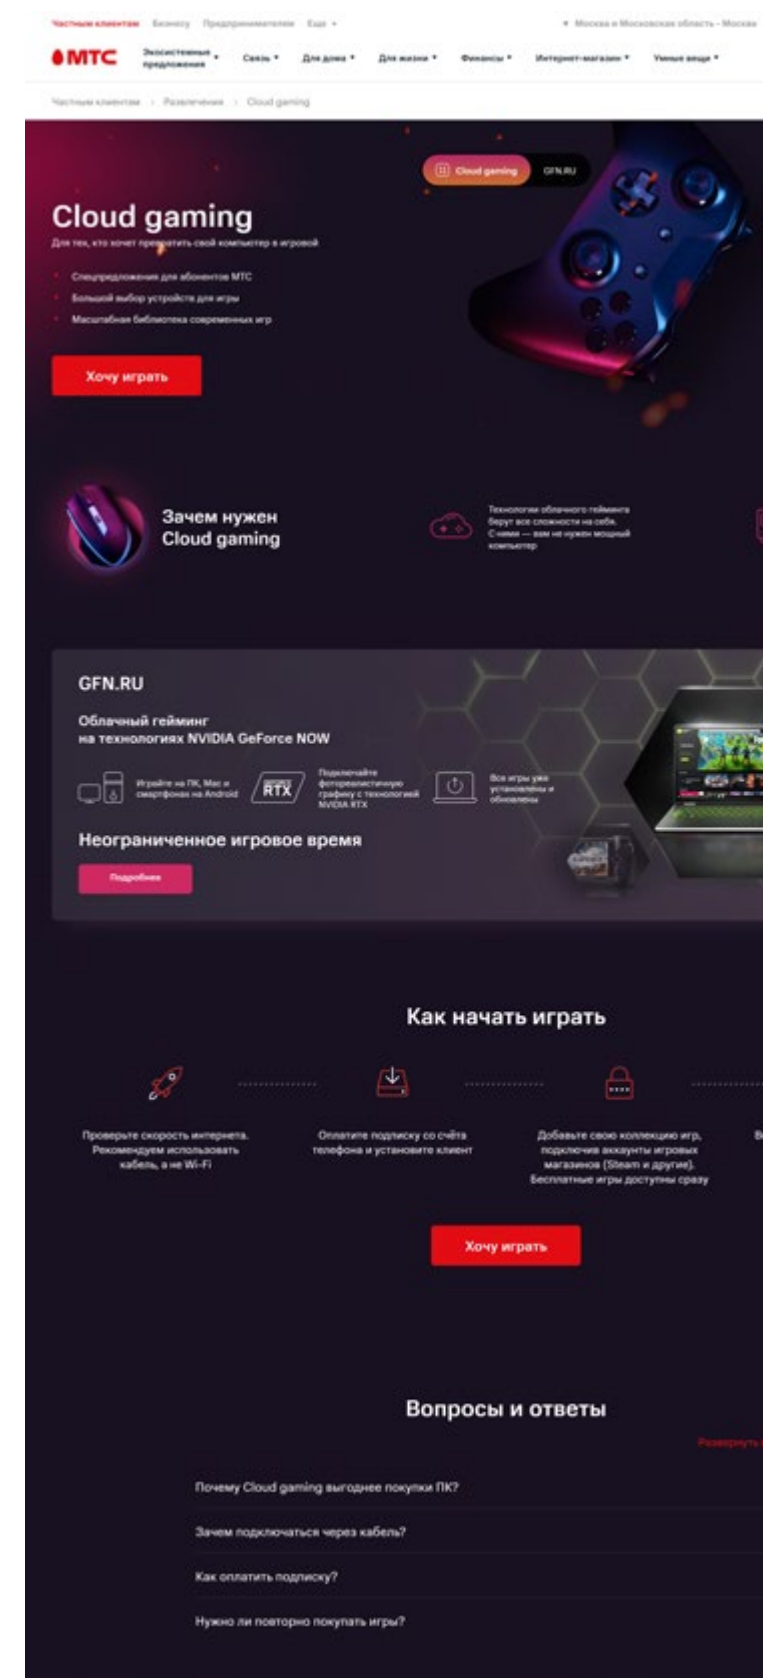 Частным клиентам Бизнесу Предпринимателям Еще
Москва и Московская область - Москва
МТС
Экосистемные
предложения
Связь Для дома Для жизни Финансы Интернет-магазин Умные вещи
Частным клиентам › Развлечения › Cloud gaming
Cloud gaming GFN.RU
Cloud gaming
Для тех, кто хочет превратить свой компьютер в игровой
Спецпредложения для абонентов МТС
Большой выбор устройств для игры
Масштабная библиотека современных игр
Хочу играть
Зачем нужен
Cloud gaming
Технологии облачного гейминга
берут все сложности на себя.
С ними — вам не нужен мощный
компьютер
GFN.RU
Облачный гейминг
на технологиях NVIDIA GeForce NOW
Играйте на ПК, Mac и
смартфонах на Android
RTX
Подключайте
фотореалистичную
графику с технологией
NVIDIA RTX
Все игры уже
установлены и
обновлены
Неограниченное игровое время
Подробнее
Как начать играть
Проверьте скорость интернета.
Рекомендуем использовать
кабель, а не Wi-Fi
Оплатите подписку со счёта
телефона и установите клиент
Добавьте свою коллекцию игр,
подключив аккаунты игровых
магазинов (Steam и другие).
Бесплатные игры доступны сразу
Хочу играть
Вопросы и ответы
Развернуть
Почему Cloud gaming выгоднее покупки ПК?
Зачем подключаться через кабель?
Как оплатить подписку?
Нужно ли повторно покупать игры?